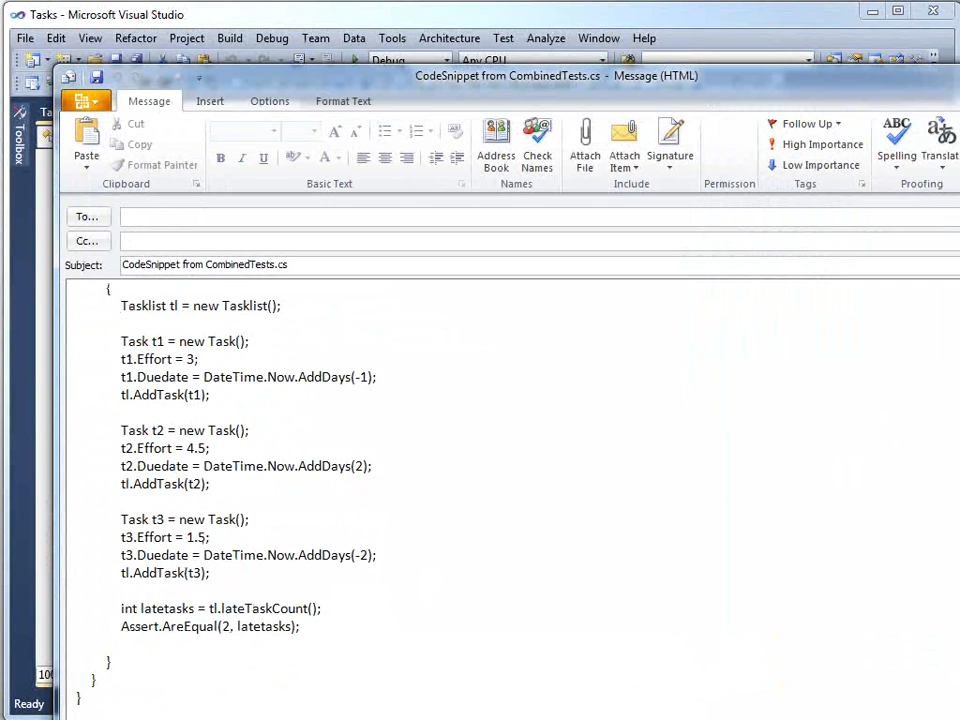 Tasks - Microsoft Visual Studio
File Edit View Refactor Project Build Debug Team Data Tools Architecture Test Analyze Window Help
Debug Any CPU
CodeSnippet from CombinedTests.cs - Message (HTML)
Message Insert Options Format Text
Toolbox
Paste
Cut
Copy
Format Painter
Clipboard
B I U
Basic Text
Address Book
Check Names
Names
Attach File
Attach Item
Signature
Include
Permission
Follow Up
High Importance
Low Importance
Tags
ABC
Spelling
Translat
Proofing
To...
Cc...
Subject: CodeSnippet from CombinedTests.cs
{
Tasklist tl = new Tasklist();
Task t1 = new Task();
t1.Effort = 3;
t1.Duedate = DateTime.Now.AddDays(-1);
tl.AddTask(t1);
Task t2 = new Task();
t2.Effort = 4.5;
t2.Duedate = DateTime.Now.AddDays(2);
tl.AddTask(t2);
Task t3 = new Task();
t3.Effort = 1.5;
t3.Duedate = DateTime.Now.AddDays(-2);
tl.AddTask(t3);
int latetasks = tl.lateTaskCount();
Assert.AreEqual(2, latetasks);
}
}
}
100
Ready